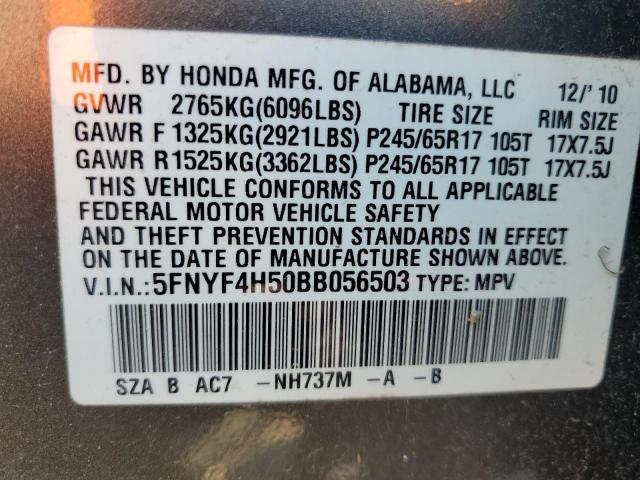 MFD. BY HONDA MFG. OF ALABAMA, LLC 12/' 10
GVWR 2765KG(6096LBS) TIRE SIZE RIM SIZE
GAWR F 1325KG(2921LBS) P245/65R17 105T 17X7.5J
GAWR R1525KG(3362LBS) P245/65R17 105T 17X7.5J
THIS VEHICLE CONFORMS TO ALL APPLICABLE
FEDERAL MOTOR VEHICLE SAFETY
AND THEFT PREVENTION STANDARDS IN EFFECT
ON THE DATE OF MANUFACTURE SHOWN ABOVE.
V.I.N.: 5FNYF4H50BB056503 TYPE: MPV
SZA B AC7 -NH737M -A -B